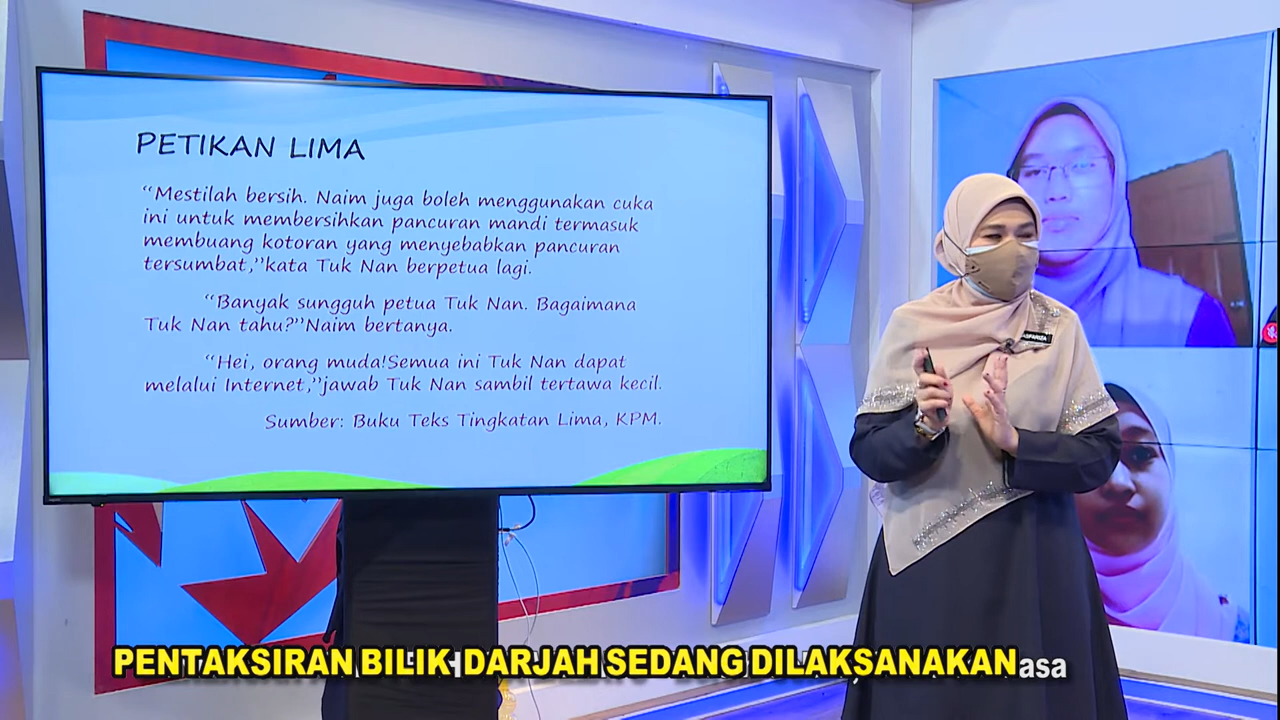 PETIKAN LIMA
“Mestilah bersih. Naim juga boleh menggunakan cuka
ini untuk membersihkan pancuran mandi termasuk
membuang kotoran yang menyebabkan pancuran
tersumbat,”kata Tuk Nan berpetua lagi.
“Banyak sungguh petua Tuk Nan. Bagaimana
Tuk Nan tahu?”Naim bertanya.
“Hei, orang muda!Semua ini Tuk Nan dapat
melalui Internet,”jawab Tuk Nan sambil tertawa kecil.
Sumber: Buku Teks Tingkatan Lima, KPM.
PENTAKSIRAN BILIK DARJAH SEDANG DILAKSANAKAN